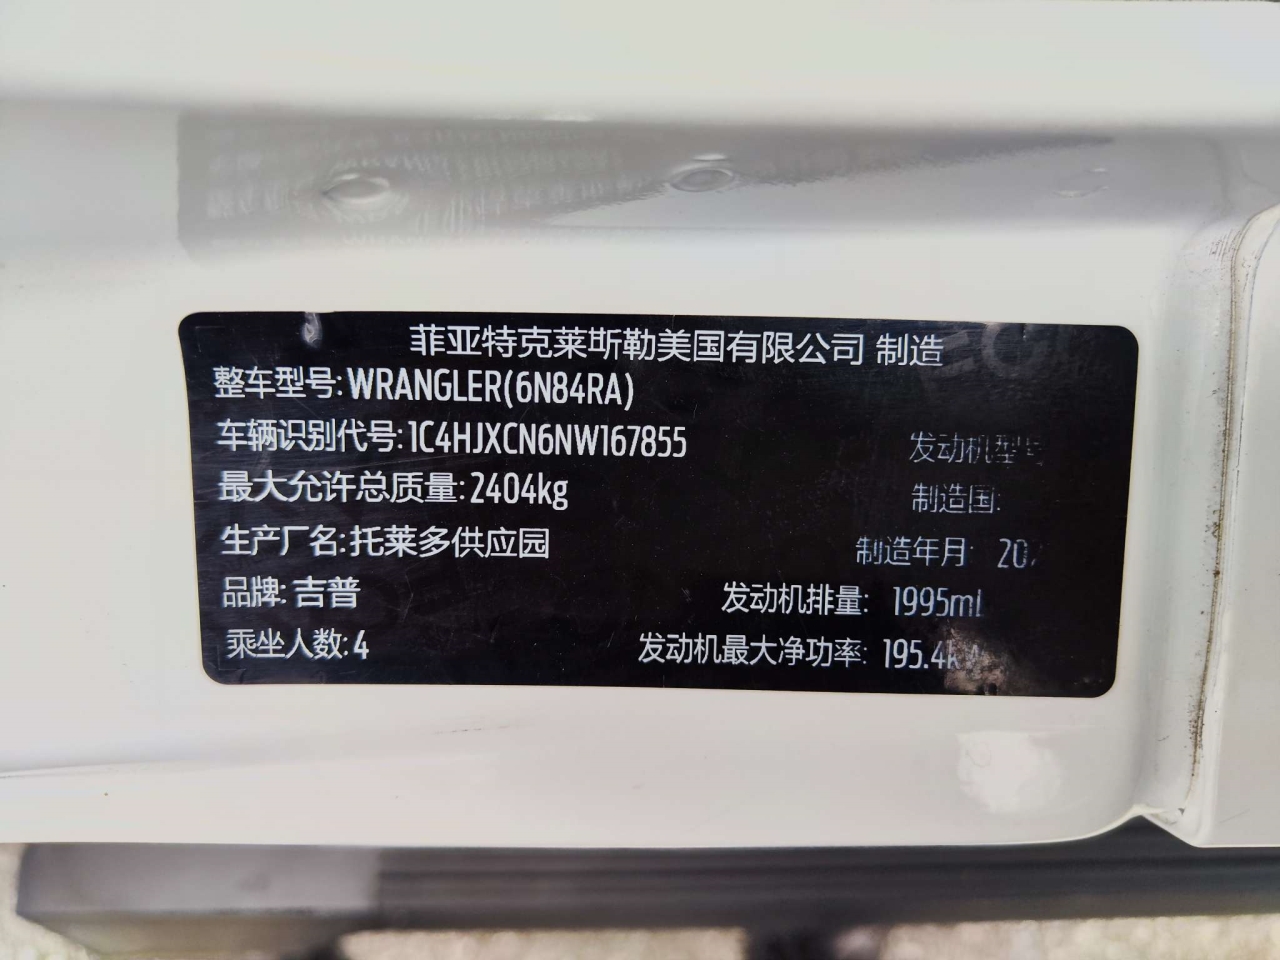 菲亚特克莱斯勒美国有限公司 制造
整车型号:WRANGLER(6N84RA)
车辆识别代号:1C4HJXCN6NW167855
发动机型号
最大允许总质量:2404kg
制造国:
生产厂名:托莱多供应园
制造年月: 202
品牌:吉普
发动机排量: 1995mL
乘坐人数:4
发动机最大净功率: 195.4kW